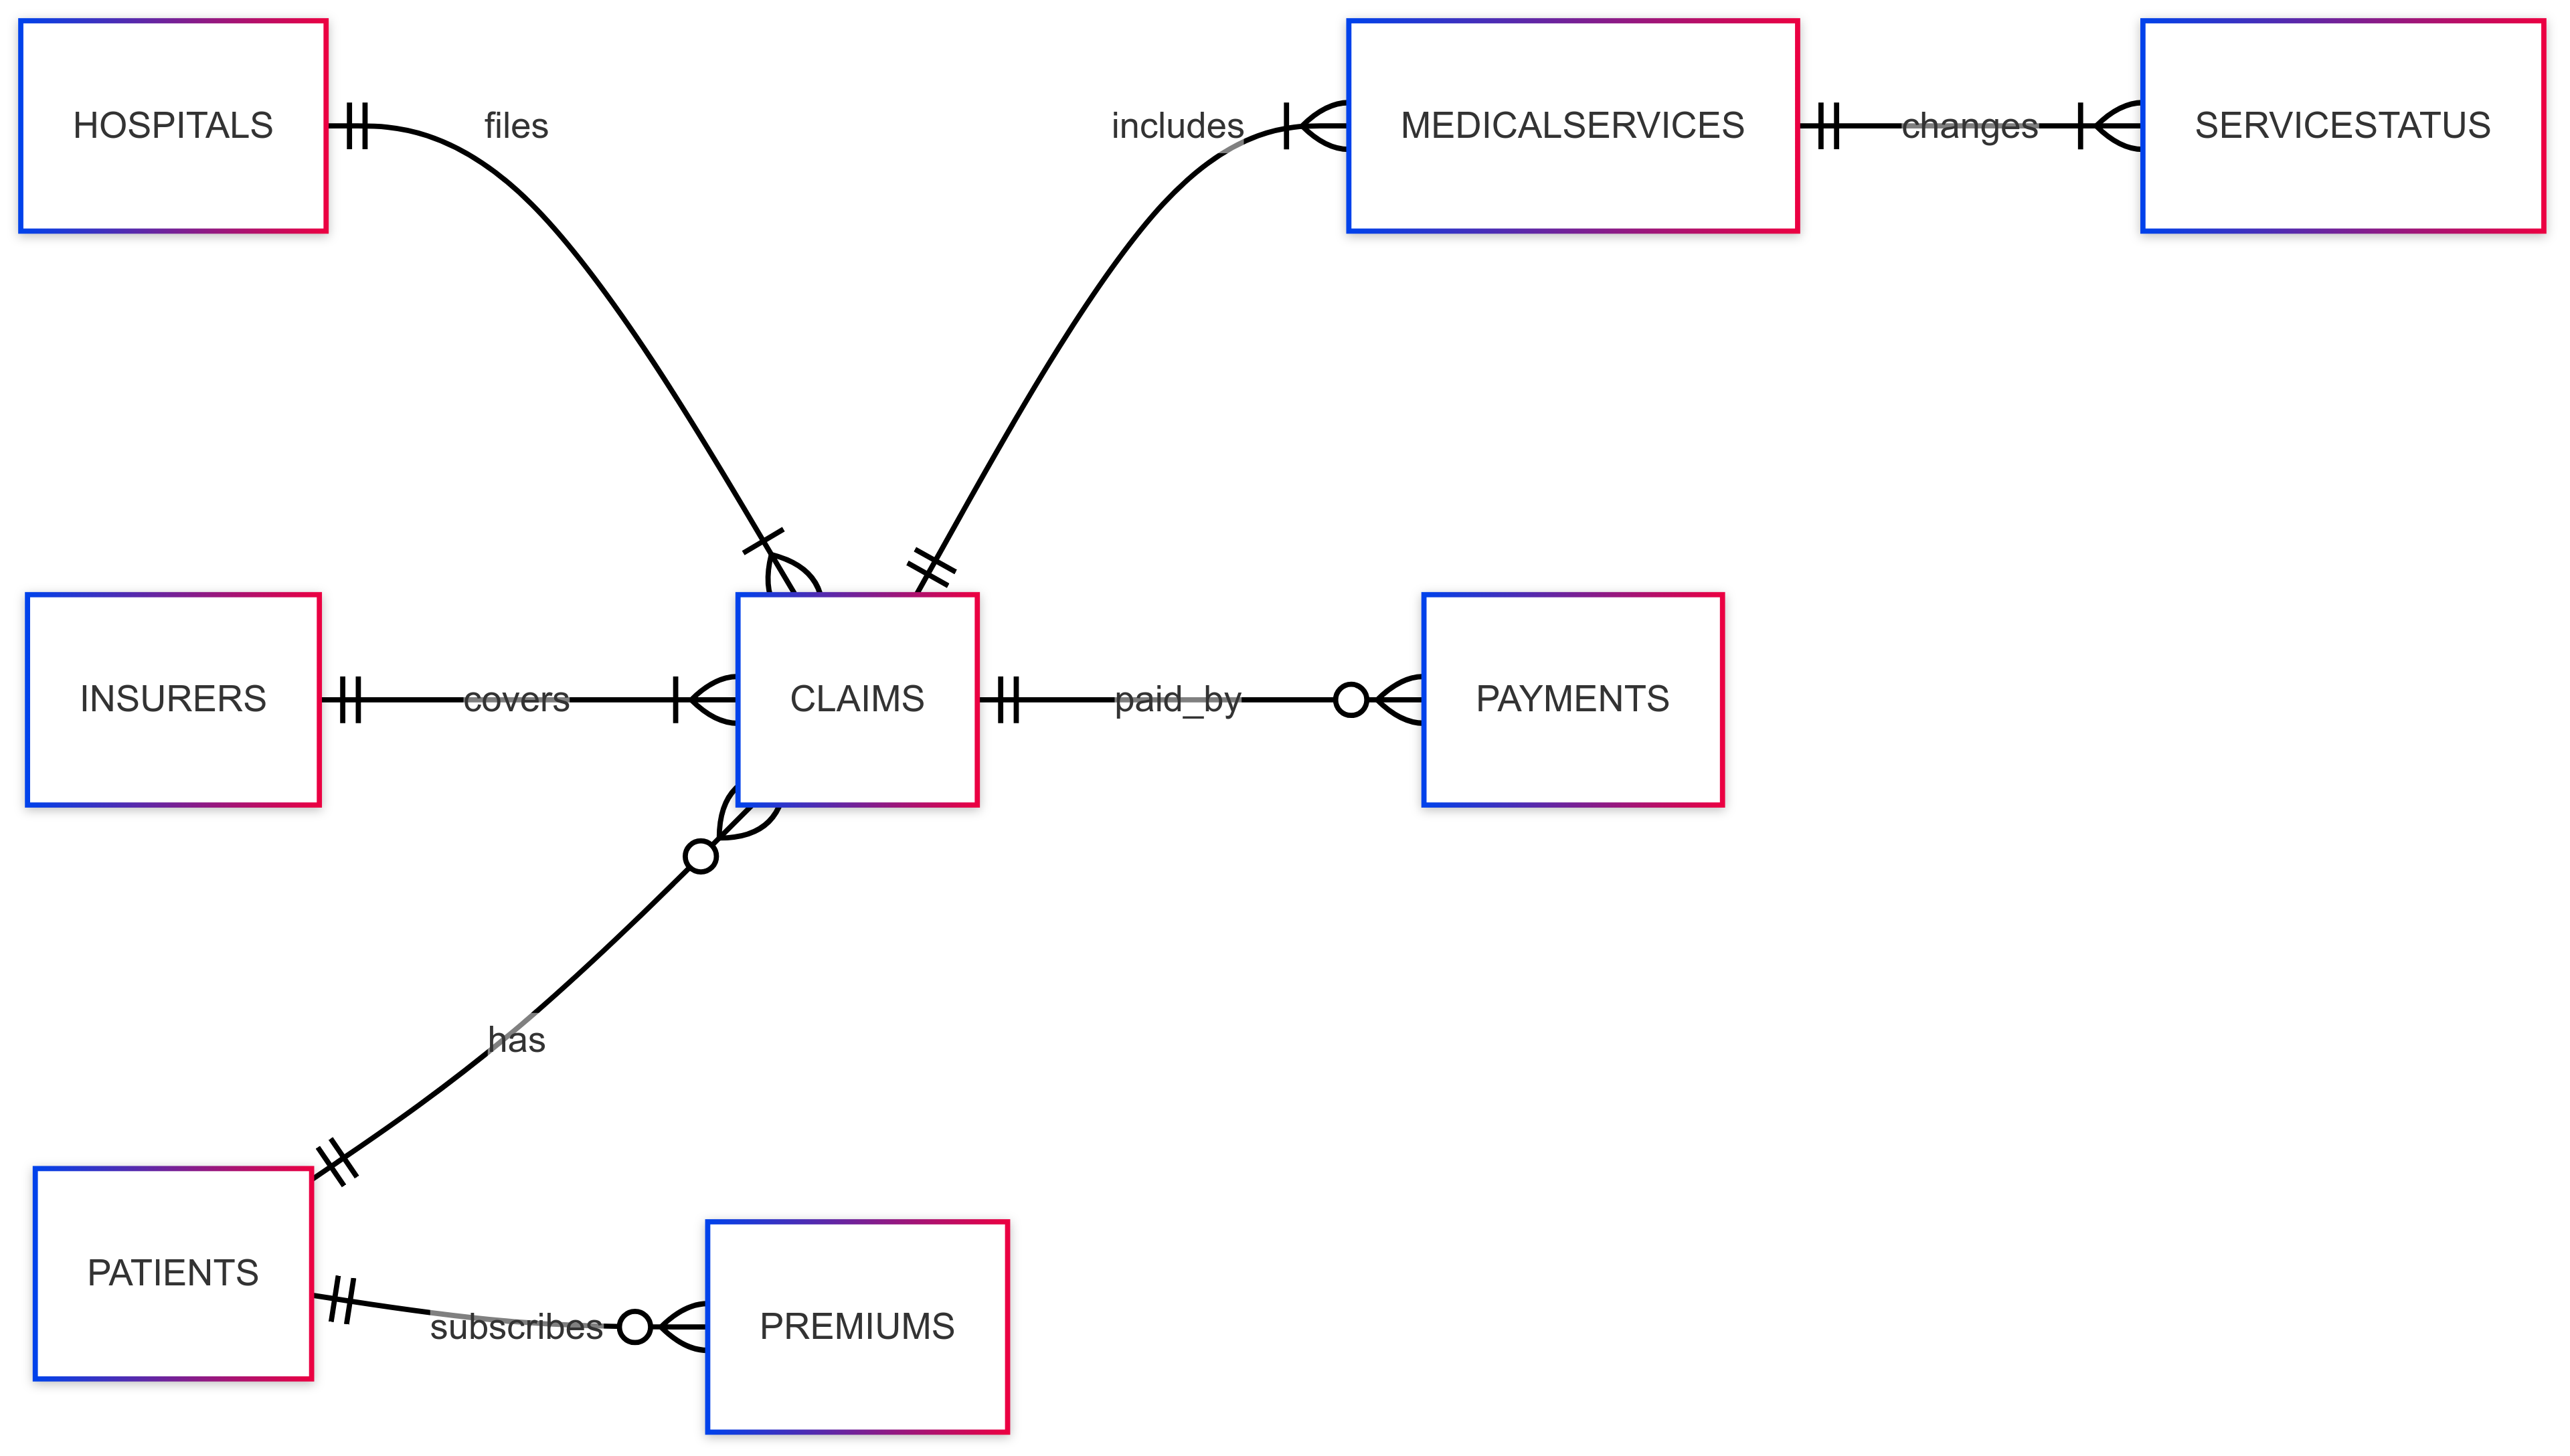 HOSPITALS
files
includes
MEDICALSERVICES
changes
SERVICESTATUS
INSURERS
covers
CLAIMS
paid_by
PAYMENTS
has
PATIENTS
subscribes
PREMIUMS